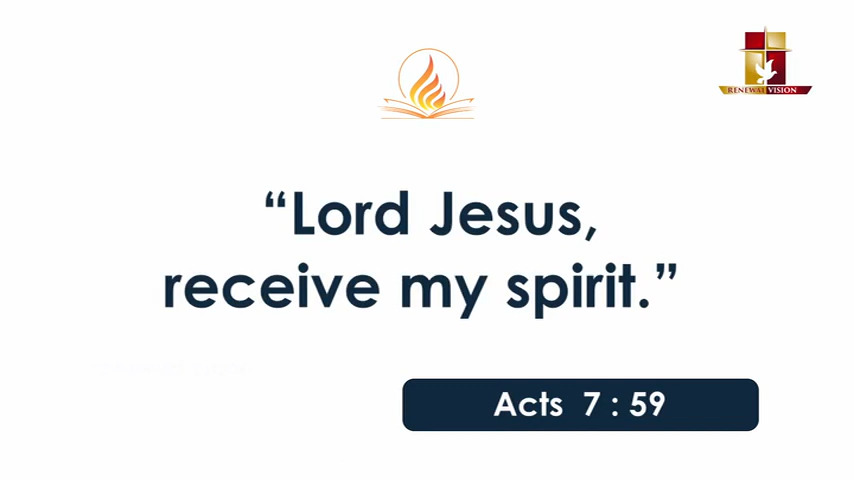 RENEWAL VISION
“Lord Jesus,
receive my spirit.”
Acts 7 : 59